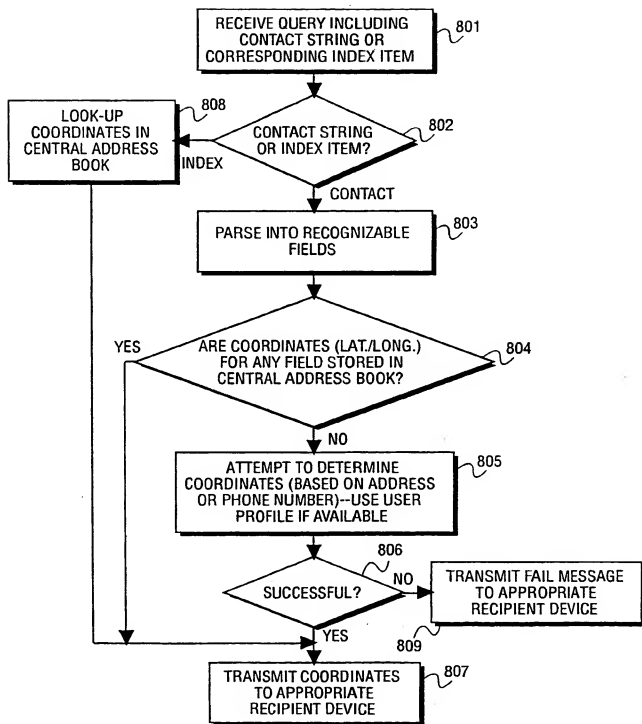 RECEIVE QUERY INCLUDING
CONTACT STRING OR
CORRESPONDING INDEX ITEM
801
808
LOOK-UP
COORDINATES IN
CENTRAL ADDRESS
BOOK
CONTACT STRING
OR INDEX ITEM?
802
INDEX
CONTACT
PARSE INTO RECOGNIZABLE
FIELDS
803
YES
ARE COORDINATES (LAT./LONG.)
FOR ANY FIELD STORED IN
CENTRAL ADDRESS BOOK?
804
NO
ATTEMPT TO DETERMINE
COORDINATES (BASED ON ADDRESS
OR PHONE NUMBER)--USE USER
PROFILE IF AVAILABLE
805
806
SUCCESSFUL?
NO
TRANSMIT FAIL MESSAGE
TO APPROPRIATE
RECIPIENT DEVICE
809
YES
TRANSMIT COORDINATES
TO APPROPRIATE
RECIPIENT DEVICE
807